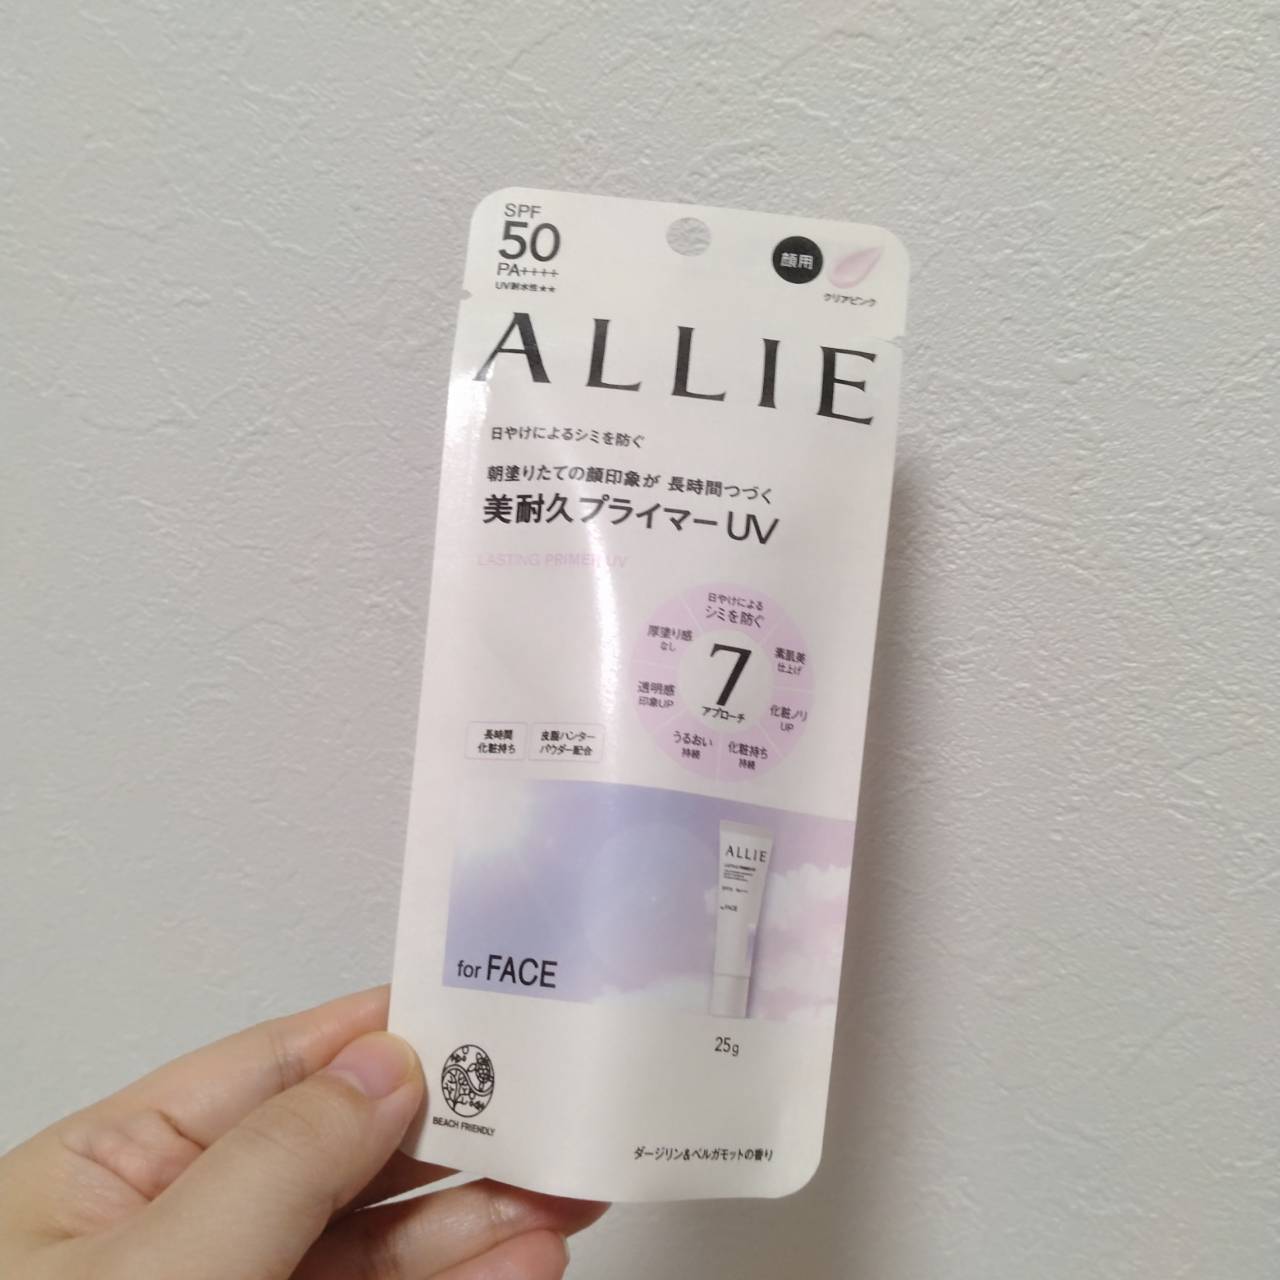 SPF
50
PA++++
UV耐水性★★
顔用
クリアピンク
ALLIE
日やけによるシミを防ぐ
朝塗りたての顔印象が 長時間つづく
美耐久プライマーUV
LASTING PRIMER UV
日やけによる
シミを防ぐ
素肌美
仕上げ
化粧ノリ
UP
化粧持ち
持続
うるおい
持続
透明感
印象UP
厚塗り感
なし
7
アプローチ
長時間
化粧持ち
皮脂ハンター
パウダー配合
ALLIE
for FACE
25g
BEACH FRIENDLY
ダージリン&ベルガモットの香り